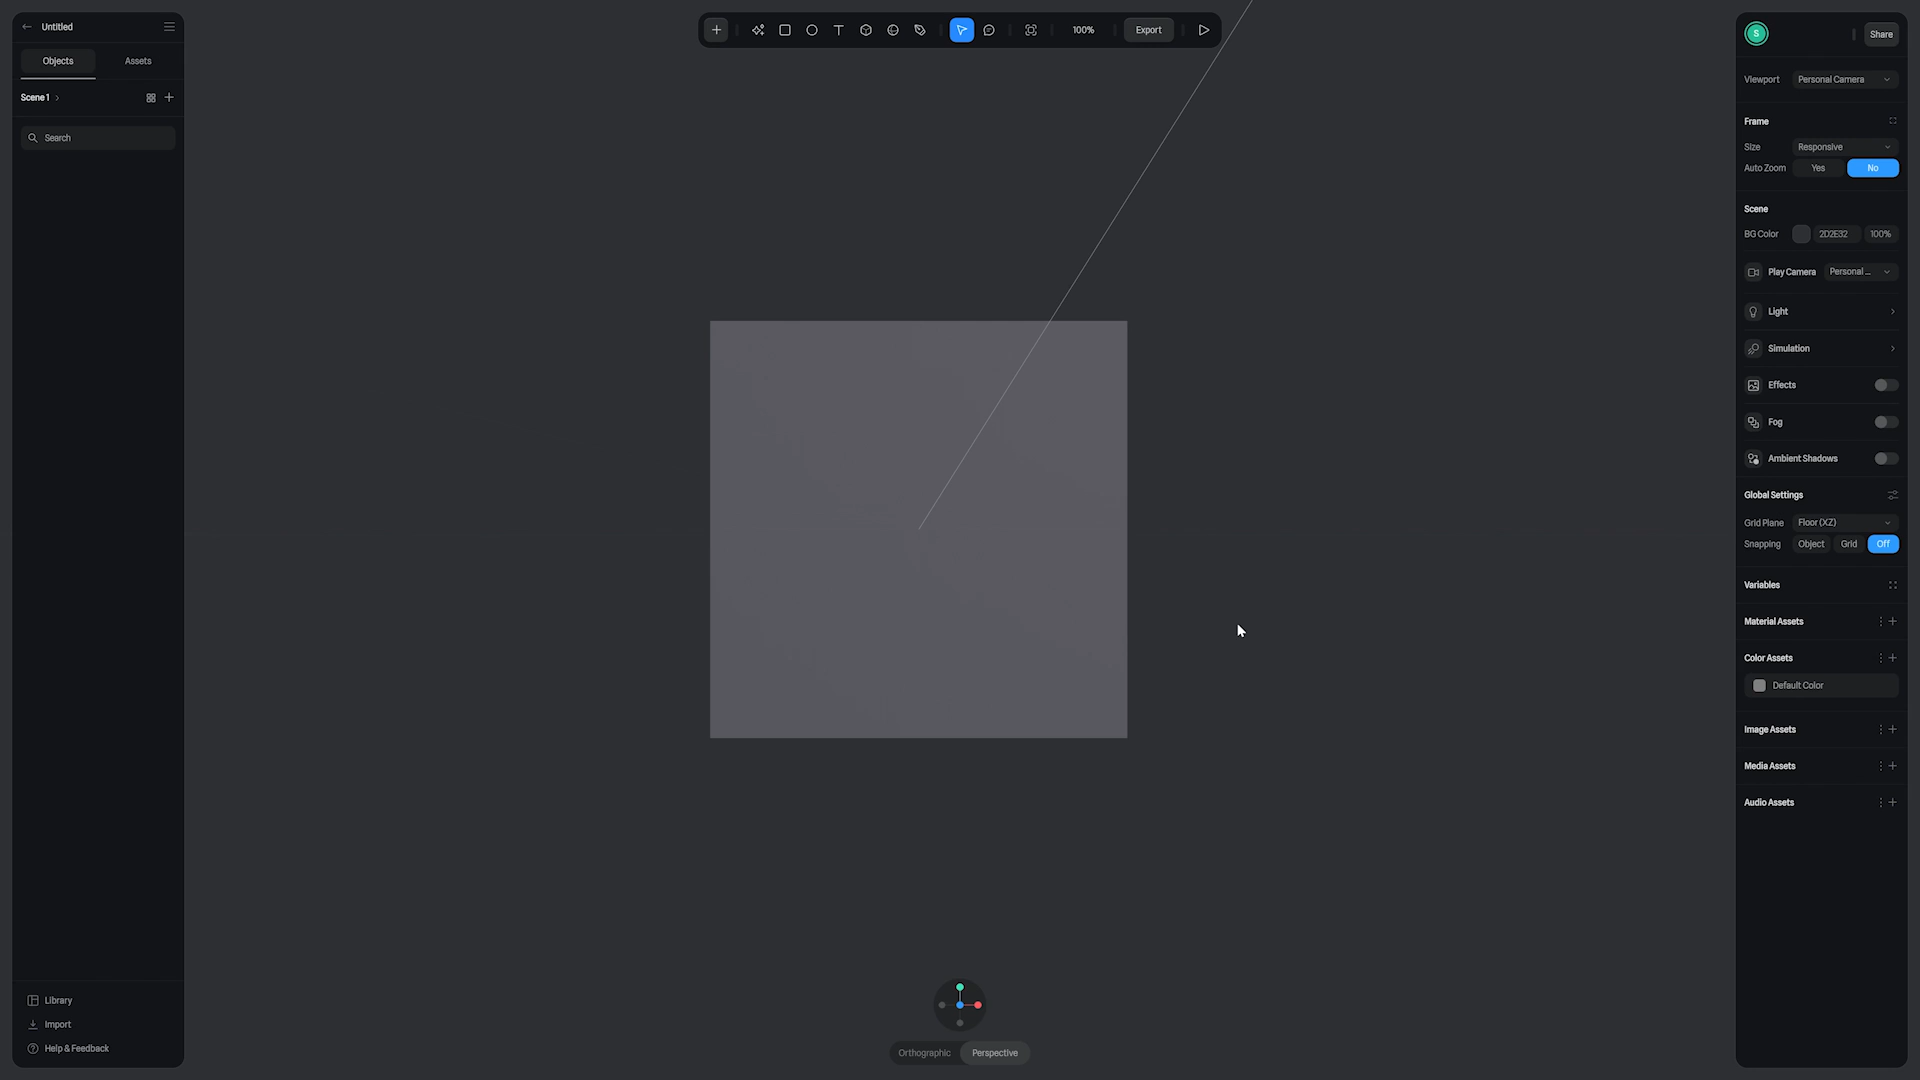 Untitled
Objects
Assets
Scene 1
Search
Library
Import
Help & Feedback
T
100%
Export
Orthographic
Perspective
S
Share
Viewport
Personal Camera
Frame
Size
Responsive
Auto Zoom
Yes
No
Scene
BG Color
2D2E32
100%
Play Camera
Personal ...
Light
Simulation
Effects
Fog
Ambient Shadows
Global Settings
Grid Plane
Floor (XZ)
Snapping
Object
Grid
Off
Variables
Material Assets
Color Assets
Default Color
Image Assets
Media Assets
Audio Assets